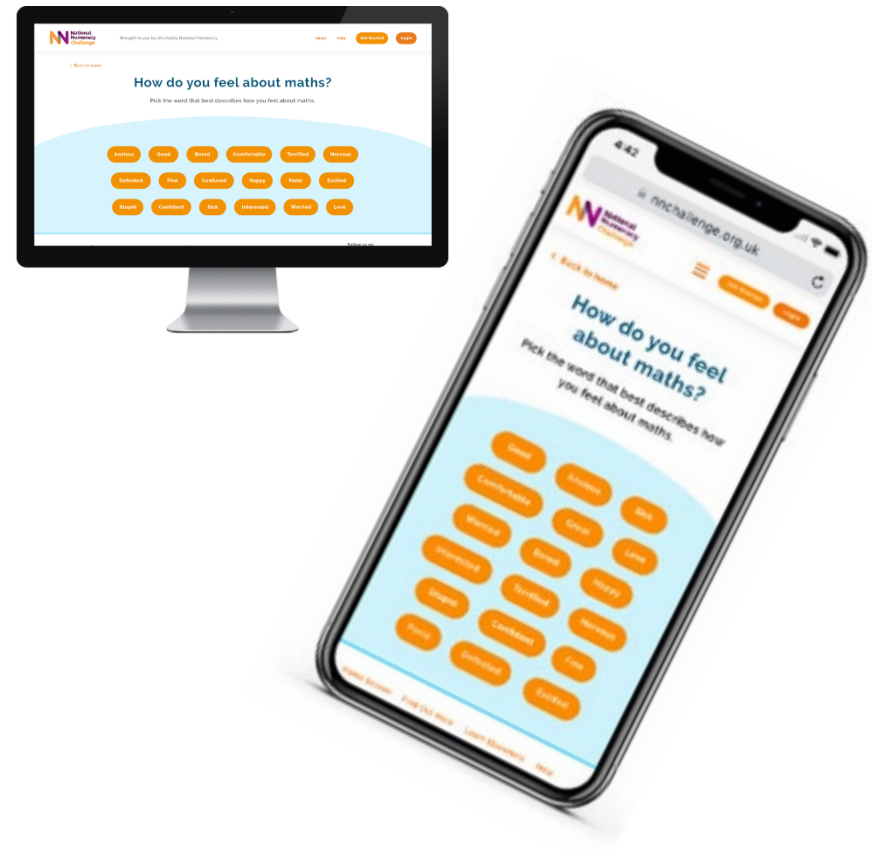 National
Numeracy
Challenge
Brought to you by UK charity, National Numeracy
About Help Get Started Login
< Back to home
How do you feel about maths?
Pick the word that best describes how you feel about maths.
Anxious Good Bored Comfortable Terrified Nervous
Defeated Fine Confused Happy Panic Excited
Stupid Confident Sick Interested Worried Love
Follow us on
4:42
nnchallenge.org.uk
National
Numeracy
Challenge
Get Started Login
< Back to home
How do you feel
about maths?
Pick the word that best describes how
you feel about maths.
Good Anxious Sick
Comfortable Great Love
Worried Bored Happy
Interested Terrified Nervous
Stupid Confident Fine
Panic Defeated Excited
Find Out More